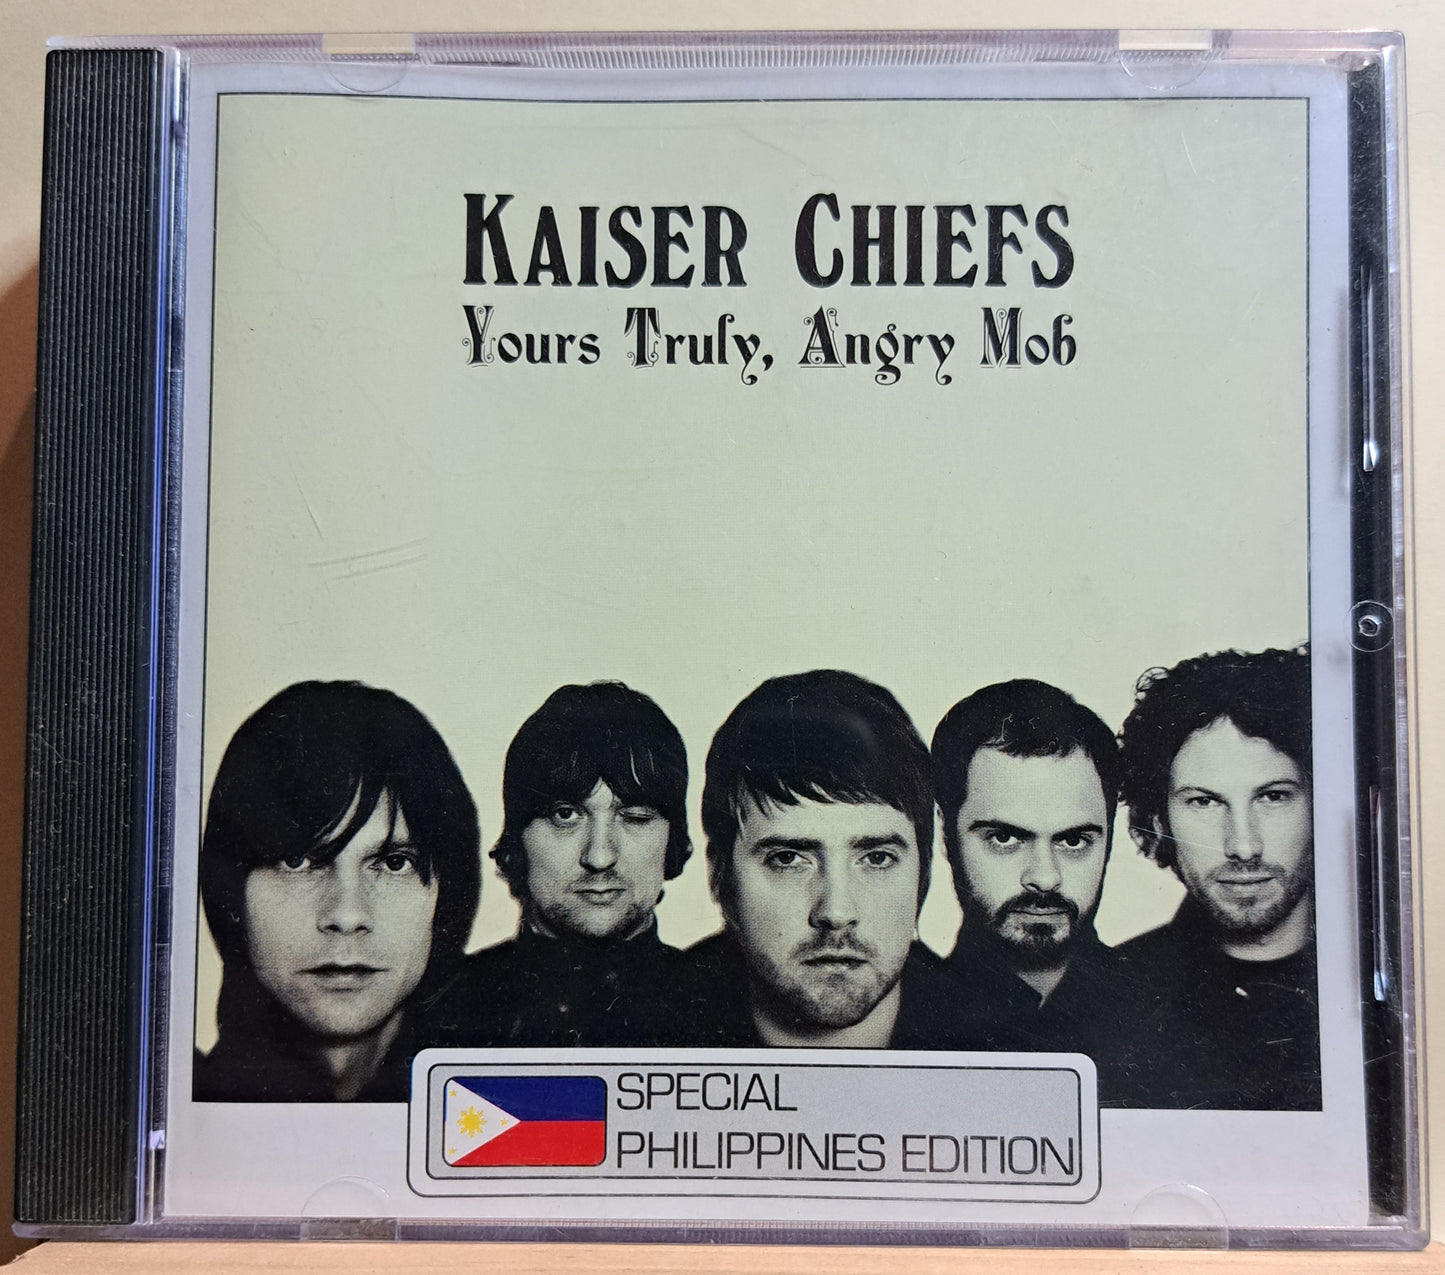 KAISER CHIEFS
Yours Truly, Angry Mob
SPECIAL
PHILIPPINES EDITION